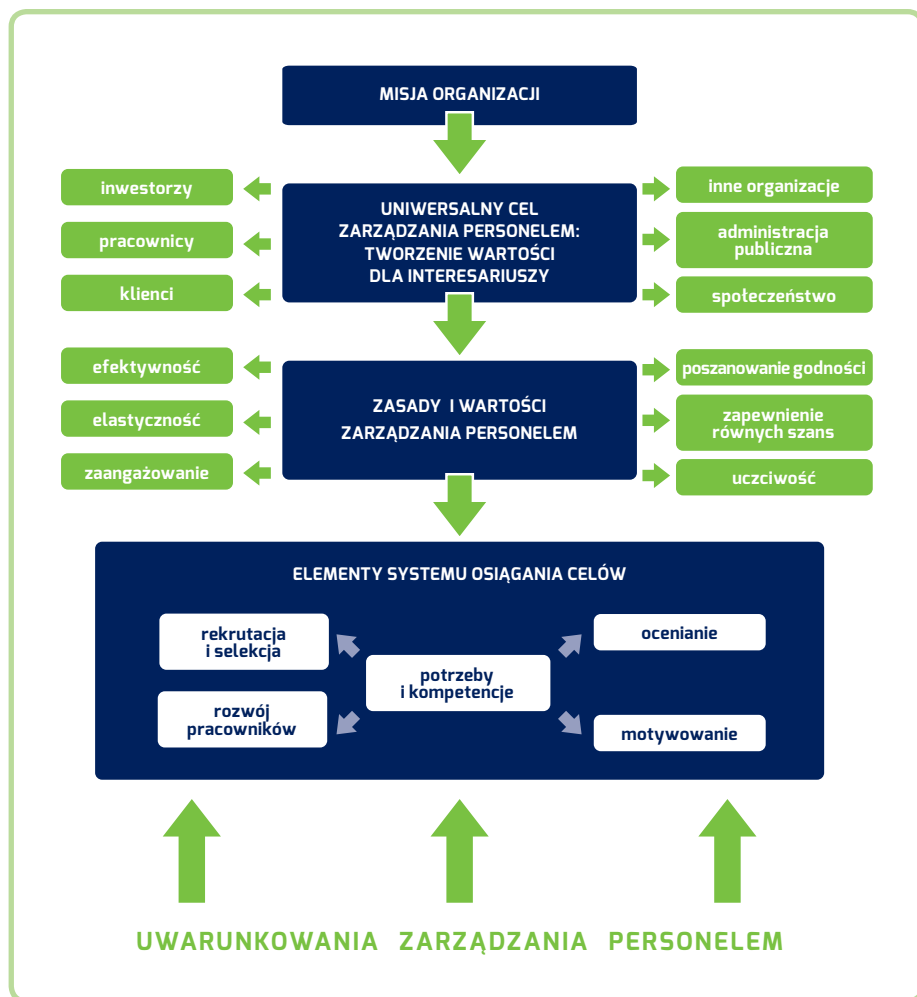 MISJA ORGANIZACJI
inwestorzy
pracownicy
klienci
UNIWERSALNY CEL
ZARZĄDZANIA PERSONELEM:
TWORZENIE WARTOŚCI
DLA INTERESARIUSZY
inne organizacje
administracja
publiczna
społeczeństwo
efektywność
elastyczność
zaangażowanie
ZASADY I WARTOŚCI
ZARZĄDZANIA PERSONELEM
poszanowanie godności
zapewnienie
równych szans
uczciwość
ELEMENTY SYSTEMU OSIĄGANIA CELÓW
rekrutacja
i selekcja
rozwój
pracowników
potrzeby
i kompetencje
ocenianie
motywowanie
UWARUNKOWANIA ZARZĄDZANIA PERSONELEM